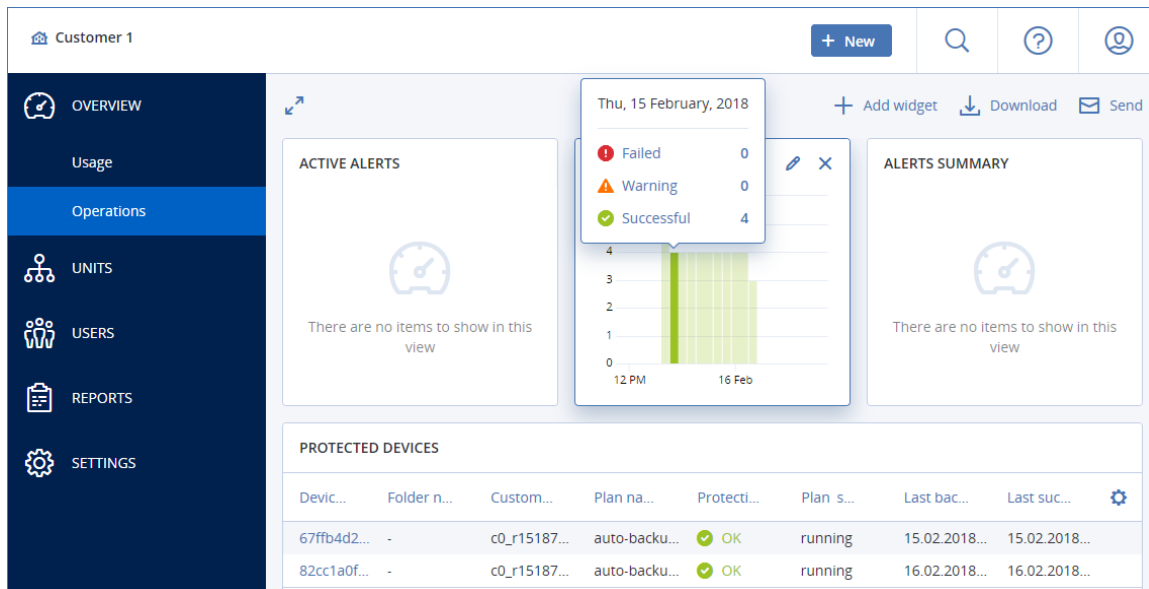 Customer 1
+ New
OVERVIEW
Usage
Operations
UNITS
USERS
REPORTS
SETTINGS
Add widget
Download
Send
ACTIVE ALERTS
There are no items to show in this
view
Thu, 15 February, 2018
Failed 0
Warning 0
Successful 4
4
3
2
1
0
12 PM 16 Feb
ALERTS SUMMARY
There are no items to show in this
view
PROTECTED DEVICES
Devic... Folder n... Custom... Plan na... Protecti... Plan s... Last bac... Last suc...
67ffb4d2... - c0_r15187... auto-backu... OK running 15.02.2018... 15.02.2018...
82cc1a0f... - c0_r15187... auto-backu... OK running 16.02.2018... 16.02.2018...